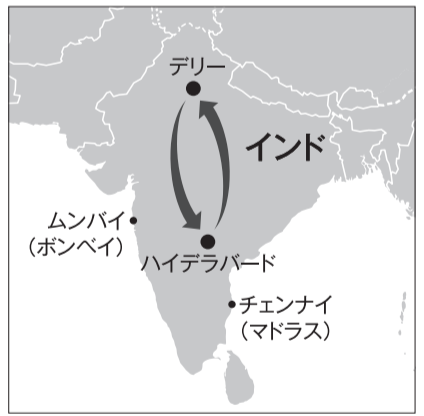 デリー
インド
ムンバイ
(ボンベイ)
ハイデラバード
チェンナイ
(マドラス)